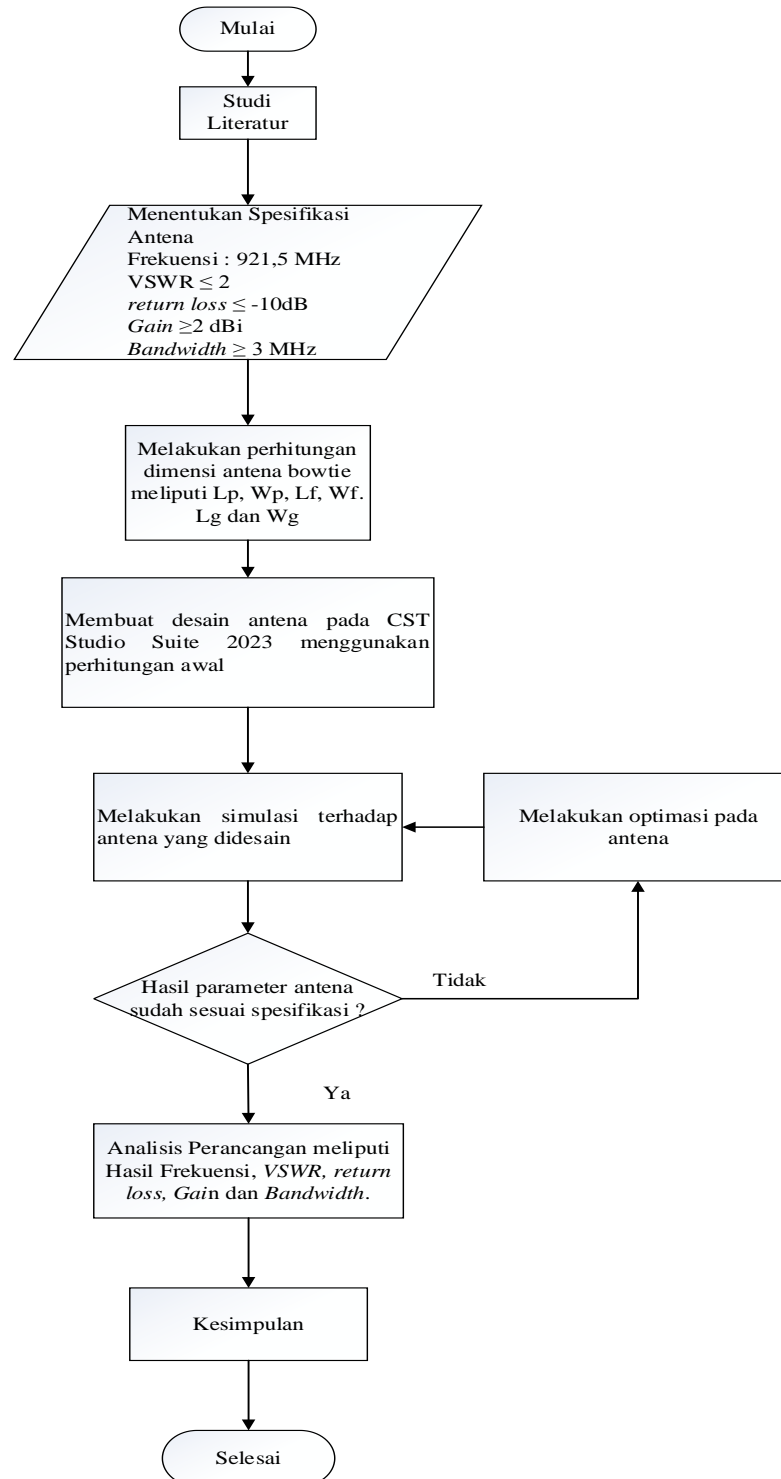 Mulai
Studi
Literatur
Menentukan Spesifikasi
Antena
Frekuensi : 921,5 MHz
VSWR ≤ 2
return loss ≤ -10dB
Gain ≥2 dBi
Bandwidth ≥ 3 MHz
Melakukan perhitungan
dimensi antena bowtie
meliputi Lp, Wp, Lf, Wf.
Lg dan Wg
Membuat desain antena pada CST
Studio Suite 2023 menggunakan
perhitungan awal
Melakukan simulasi terhadap
antena yang didesain
Melakukan optimasi pada
antena
Hasil parameter antena
sudah sesuai spesifikasi ?
Tidak
Ya
Analisis Perancangan meliputi
Hasil Frekuensi, VSWR, return
loss, Gain dan Bandwidth.
Kesimpulan
Selesai